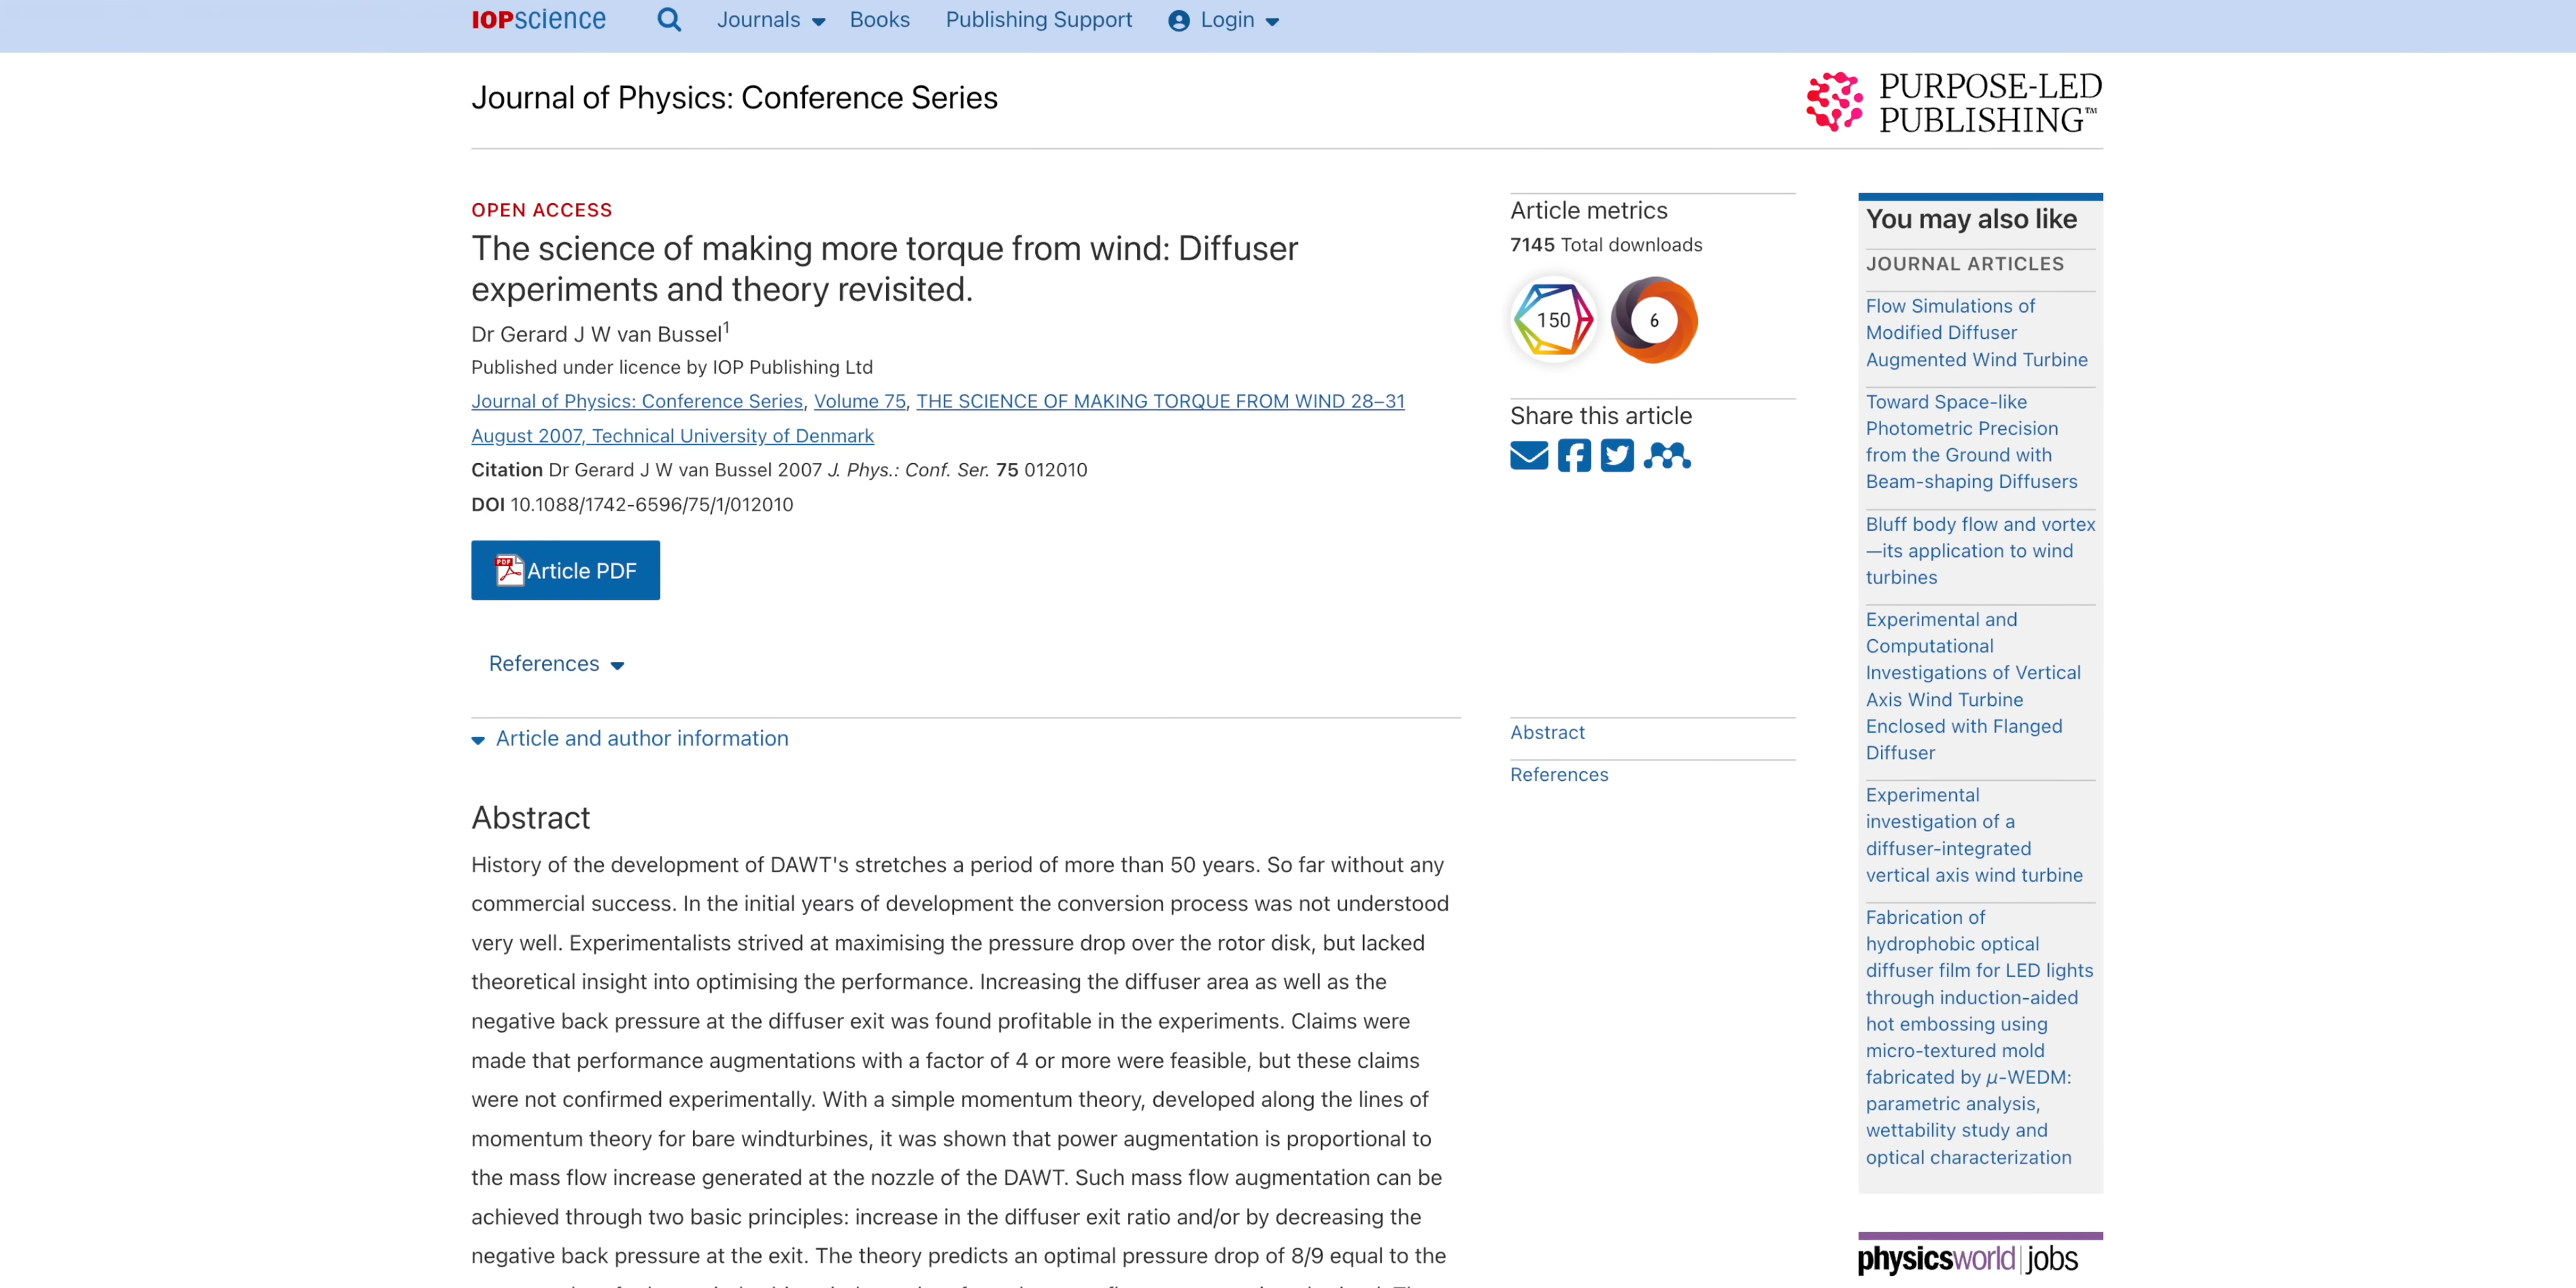 IOPscience Journals Books Publishing Support Login
Journal of Physics: Conference Series
PURPOSE-LED
PUBLISHING™
OPEN ACCESS
The science of making more torque from wind: Diffuser
experiments and theory revisited.
Dr Gerard J W van Bussel1
Published under licence by IOP Publishing Ltd
Journal of Physics: Conference Series, Volume 75, THE SCIENCE OF MAKING TORQUE FROM WIND 28–31
August 2007, Technical University of Denmark
Citation Dr Gerard J W van Bussel 2007 J. Phys.: Conf. Ser. 75 012010
DOI 10.1088/1742-6596/75/1/012010
PDF Article PDF
References
Article and author information
Abstract
History of the development of DAWT's stretches a period of more than 50 years. So far without any
commercial success. In the initial years of development the conversion process was not understood
very well. Experimentalists strived at maximising the pressure drop over the rotor disk, but lacked
theoretical insight into optimising the performance. Increasing the diffuser area as well as the
negative back pressure at the diffuser exit was found profitable in the experiments. Claims were
made that performance augmentations with a factor of 4 or more were feasible, but these claims
were not confirmed experimentally. With a simple momentum theory, developed along the lines of
momentum theory for bare windturbines, it was shown that power augmentation is proportional to
the mass flow increase generated at the nozzle of the DAWT. Such mass flow augmentation can be
achieved through two basic principles: increase in the diffuser exit ratio and/or by decreasing the
negative back pressure at the exit. The theory predicts an optimal pressure drop of 8/9 equal to the
Article metrics
7145 Total downloads
150
6
Share this article
Abstract
References
You may also like
JOURNAL ARTICLES
Flow Simulations of
Modified Diffuser
Augmented Wind Turbine
Toward Space-like
Photometric Precision
from the Ground with
Beam-shaping Diffusers
Bluff body flow and vortex
—its application to wind
turbines
Experimental and
Computational
Investigations of Vertical
Axis Wind Turbine
Enclosed with Flanged
Diffuser
Experimental
investigation of a
diffuser-integrated
vertical axis wind turbine
Fabrication of
hydrophobic optical
diffuser film for LED lights
through induction-aided
hot embossing using
micro-textured mold
fabricated by μ-WEDM:
parametric analysis,
wettability study and
optical characterization
physicsworld|jobs